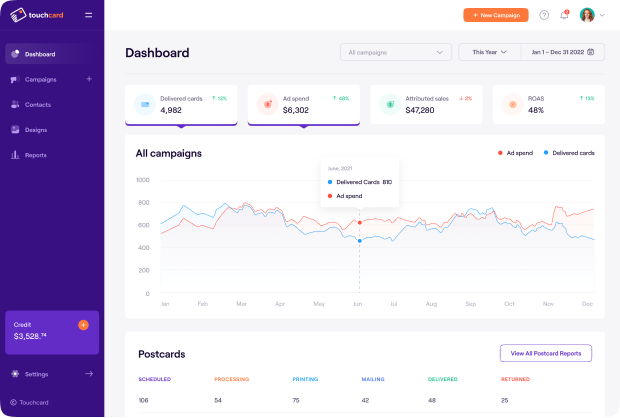 touchcard
+ New Campaign
2
Dashboard
Campaigns +
Contacts
Designs
Reports
Credit
+
$3,528.74
Settings
Touchcard
Dashboard
All campaigns
This Year
Jan 1 – Dec 31 2022
Delivered cards ↑ 13%
4,982
Ad spend ↑ 48%
$6,302
Attributed sales ↓ 2%
$47,280
ROAS ↑ 13%
48%
All campaigns
Ad spend
Delivered cards
June, 2021
Delivered Cards 810
Ad spend
1000
800
600
400
200
0
Jan Feb Mar Apr May Jun Jul Aug Sep Oct Nov Dec
Postcards
View All Postcard Reports
SCHEDULED PROCESSING PRINTING MAILING DELIVERED RETURNED
106 54 75 42 48 25